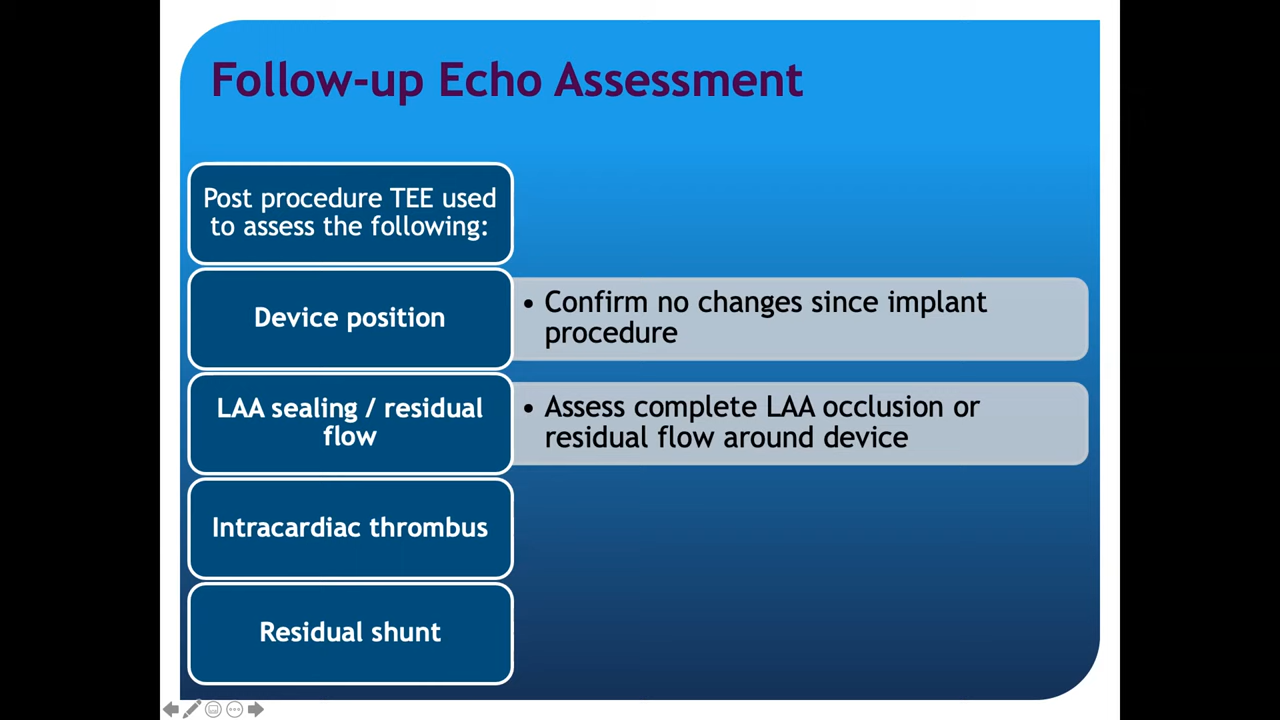 Follow-up Echo Assessment
Post procedure TEE used
to assess the following:
Device position
• Confirm no changes since implant
procedure
LAA sealing / residual
flow
• Assess complete LAA occlusion or
residual flow around device
Intracardiac thrombus
Residual shunt